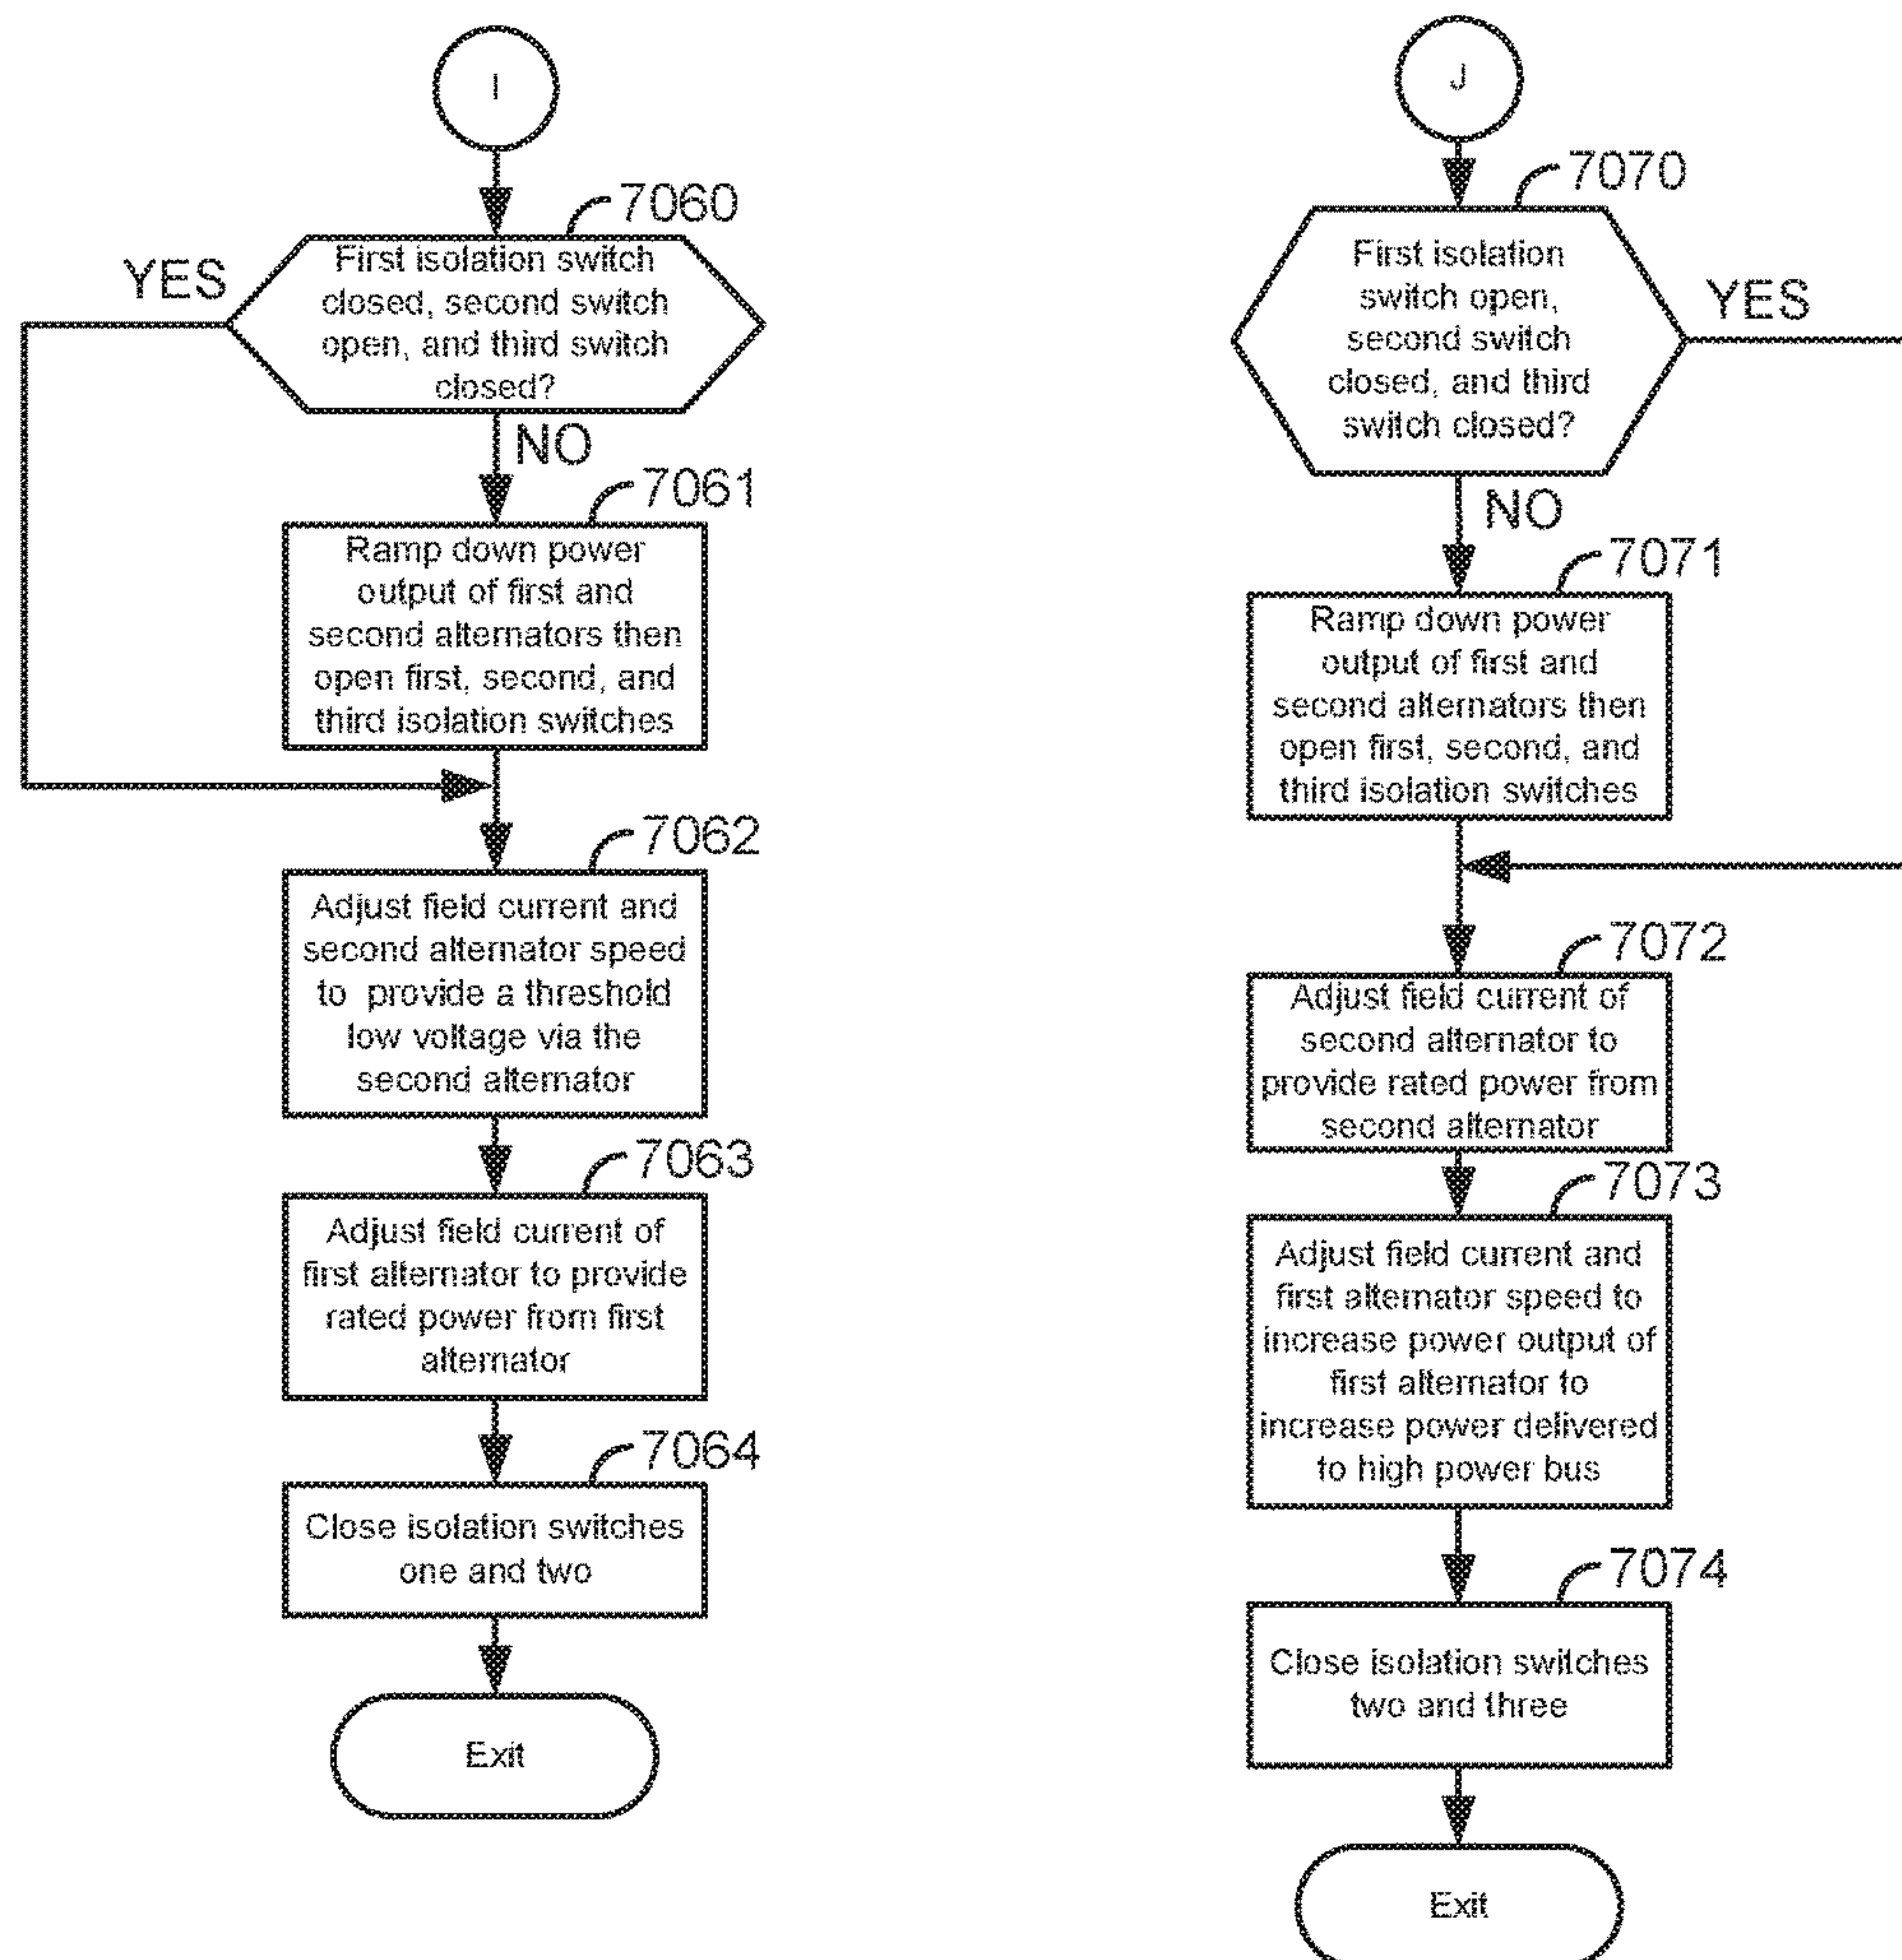 I
7060
YES
First isolation switch
closed, second switch
open, and third switch
closed?
NO
7061
Ramp down power
output of first and
second alternators then
open first, second, and
third isolation switches
7062
Adjust field current and
second alternator speed
to provide a threshold
low voltage via the
second alternator
7063
Adjust field current of
first alternator to provide
rated power from first
alternator
7064
Close isolation switches
one and two
Exit
J
7070
First isolation
switch open,
second switch
closed, and third
switch closed?
YES
NO
7071
Ramp down power
output of first and
second alternators then
open first, second, and
third isolation switches
7072
Adjust field current of
second alternator to
provide rated power from
second alternator
7073
Adjust field current and
first alternator speed to
increase power output of
first alternator to
increase power delivered
to high power bus
7074
Close isolation switches
two and three
Exit